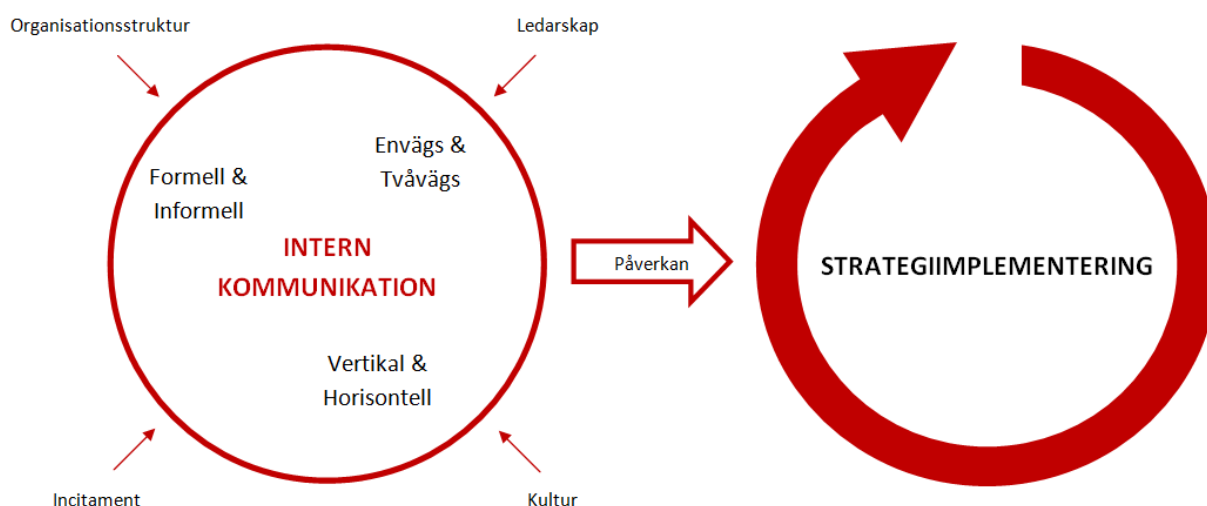 Organisationsstruktur
Ledarskap
Envägs &
Tvåvägs
Formell &
Informell
INTERN
KOMMUNIKATION
Vertikal &
Horisontell
Incitament
Kultur
Påverkan
STRATEGIIMPLEMENTERING